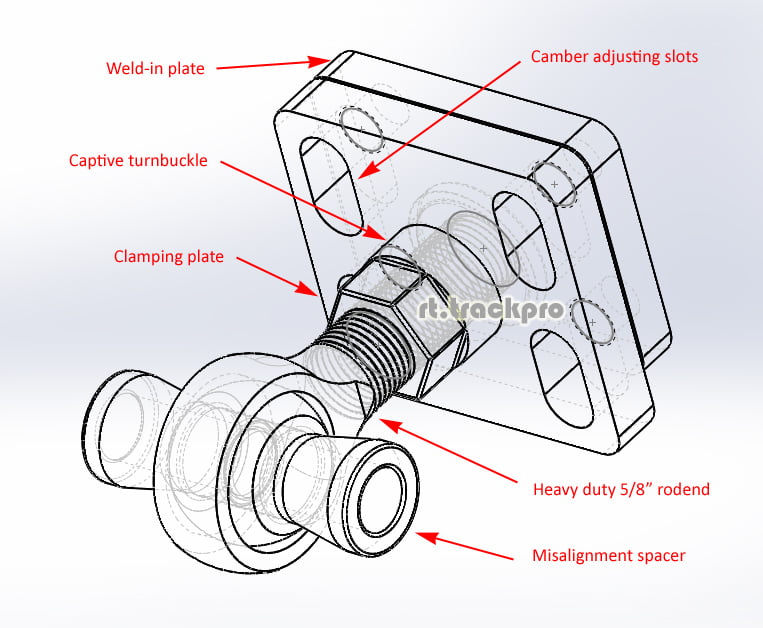 Weld-in plate
Camber adjusting slots
Captive turnbuckle
Clamping plate
rt.trackpro
Heavy duty 5/8” rodend
Misalignment spacer